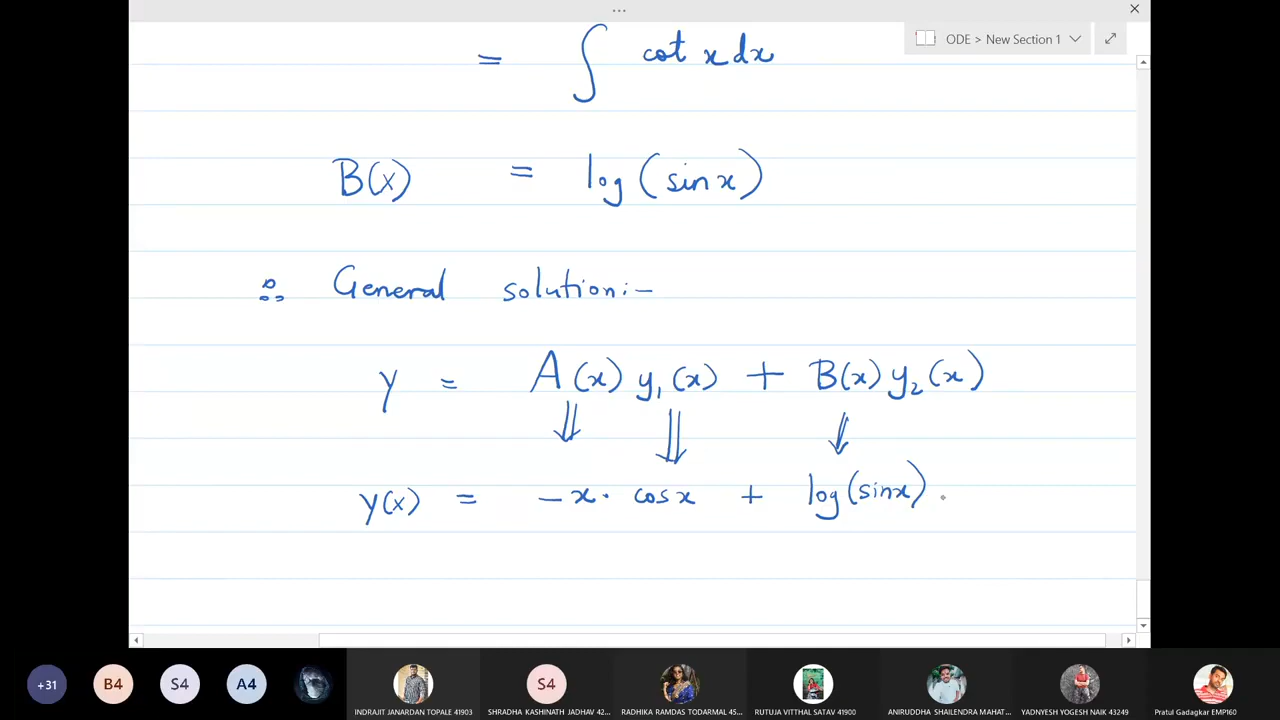 ODE > New Section 1
= ∫ cot x dx
B(x) = log (sin x)
∴ General solution:-
y = A(x) y₁(x) + B(x) y₂(x)
⇓ ⇓ ⇓
y(x) = -x · cos x + log(sin x) ·
+31 B4 S4 A4 S4
INDRAJIT JANARDAN TOPALE 41903 SHRADHA KASHINATH JADHAV 42... RADHIKA RAMDAS TODARMAL 45... RUTUJA VITTHAL SATAV 41900 ANIRUDDHA SHAILENDRA MAHAT... YADNYESH YOGESH NAIK 43249 Pratul Gadagkar EMP160